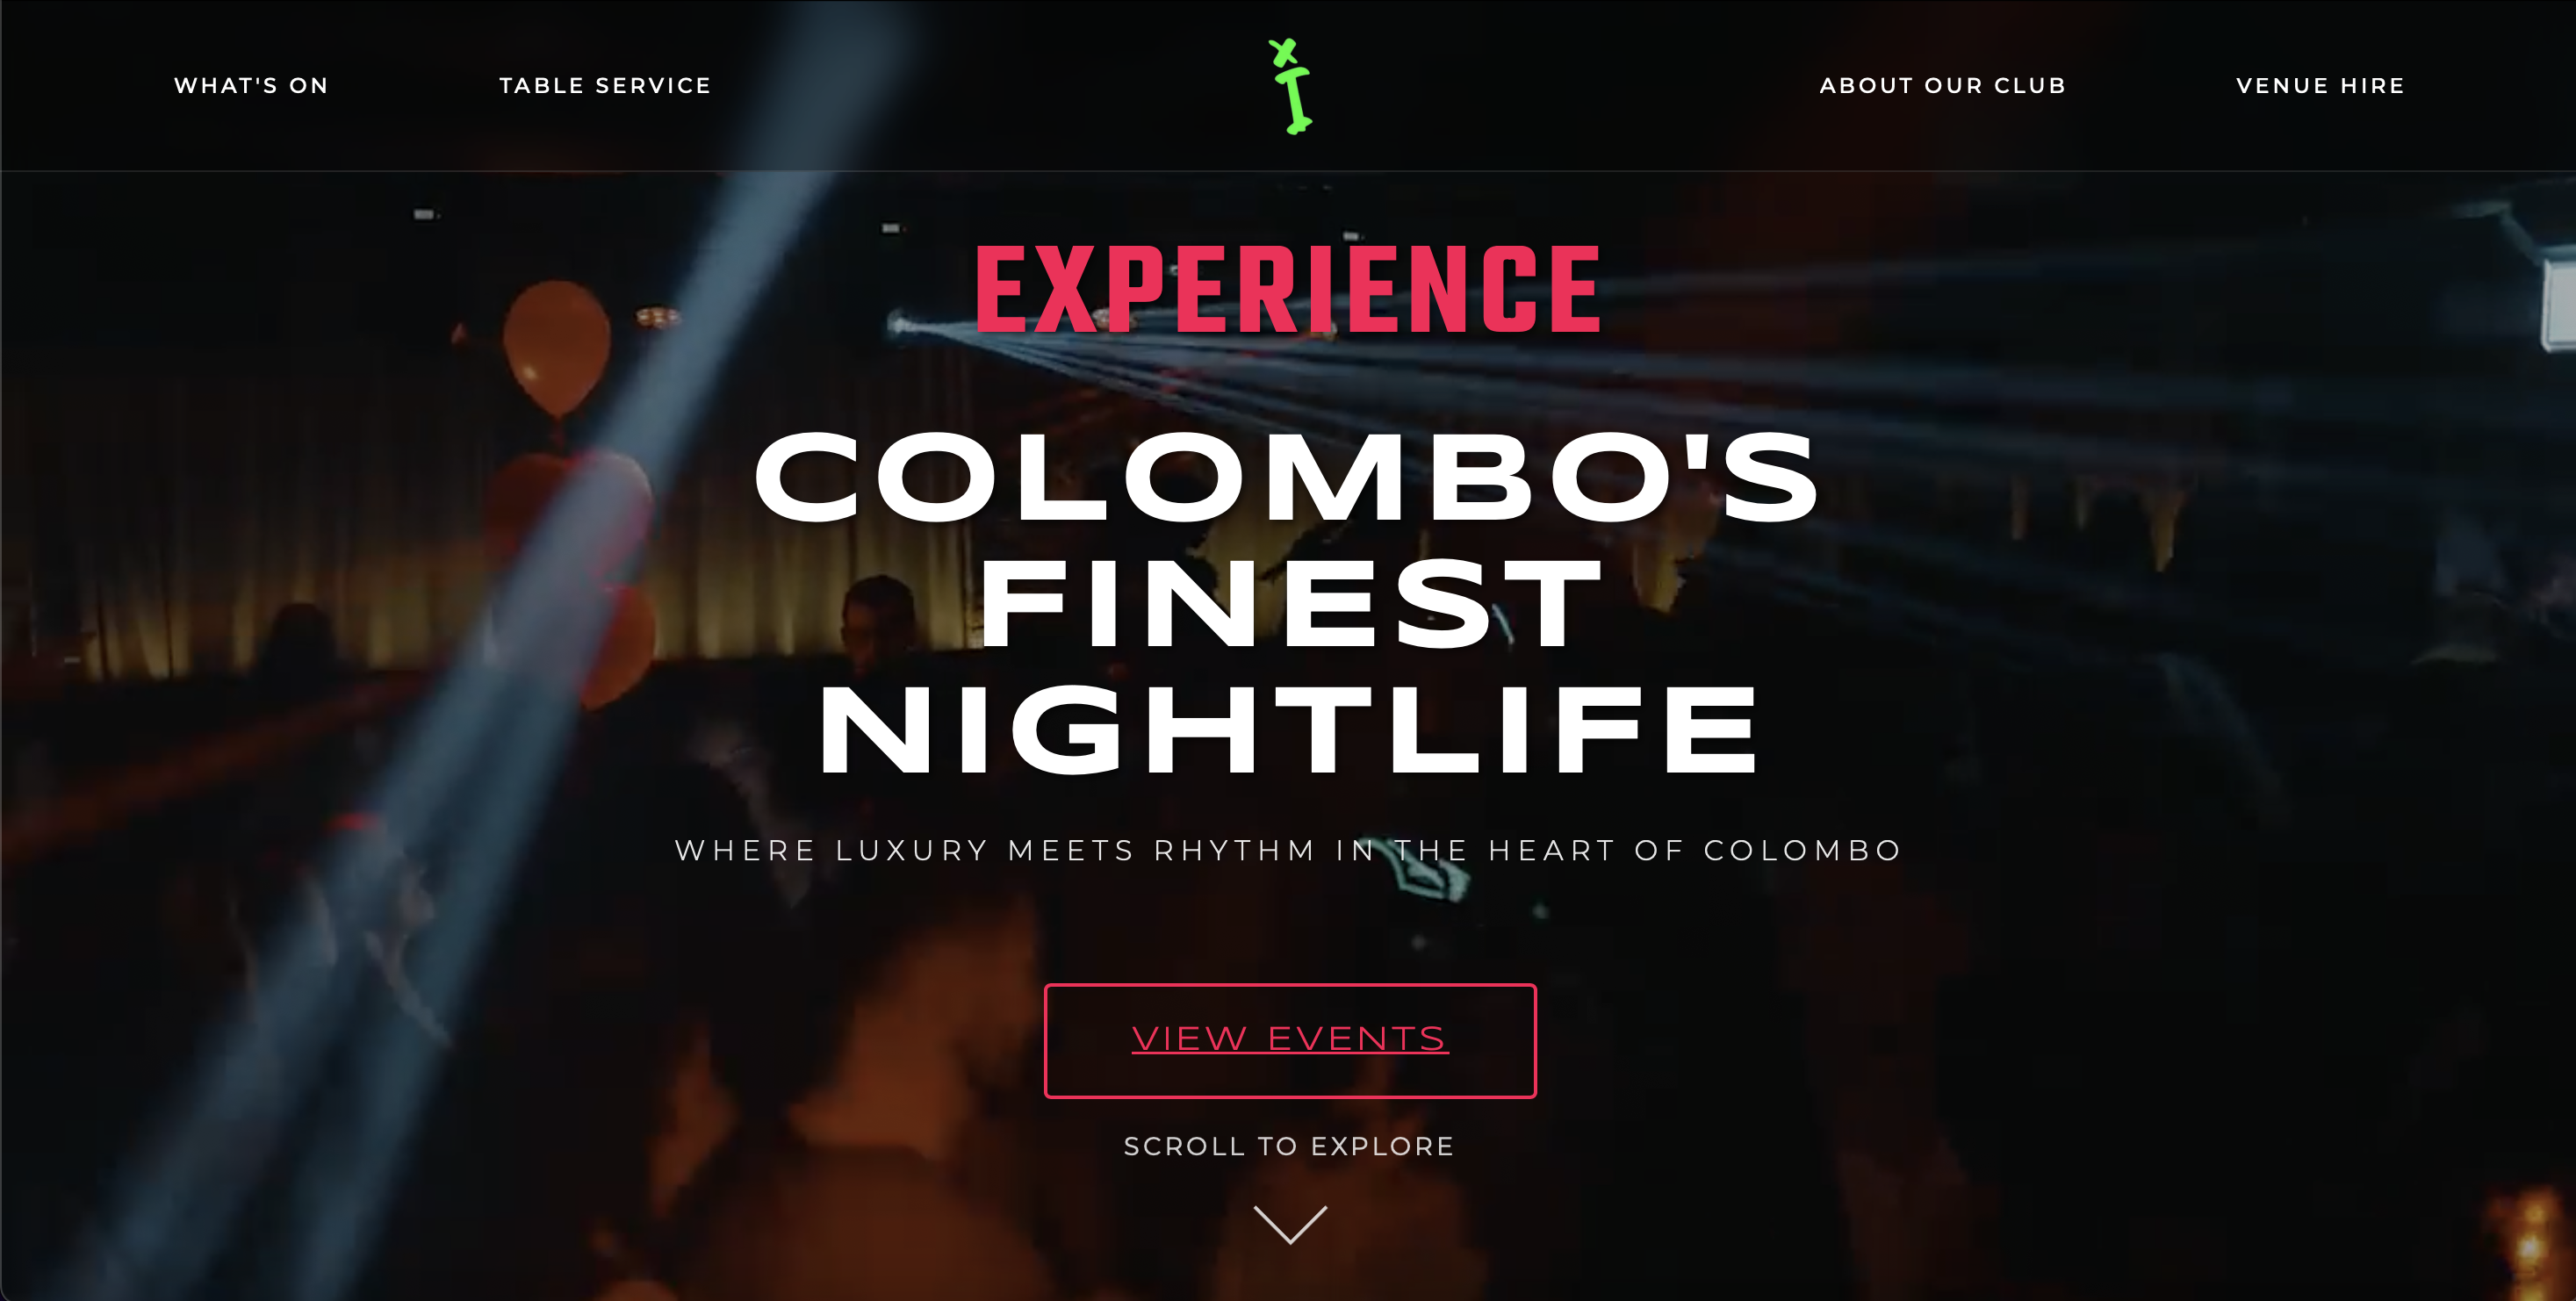 WHAT'S ON
TABLE SERVICE
ABOUT OUR CLUB
VENUE HIRE
EXPERIENCE
COLOMBO'S
FINEST
NIGHTLIFE
WHERE LUXURY MEETS RHYTHM IN THE HEART OF COLOMBO
VIEW EVENTS
SCROLL TO EXPLORE